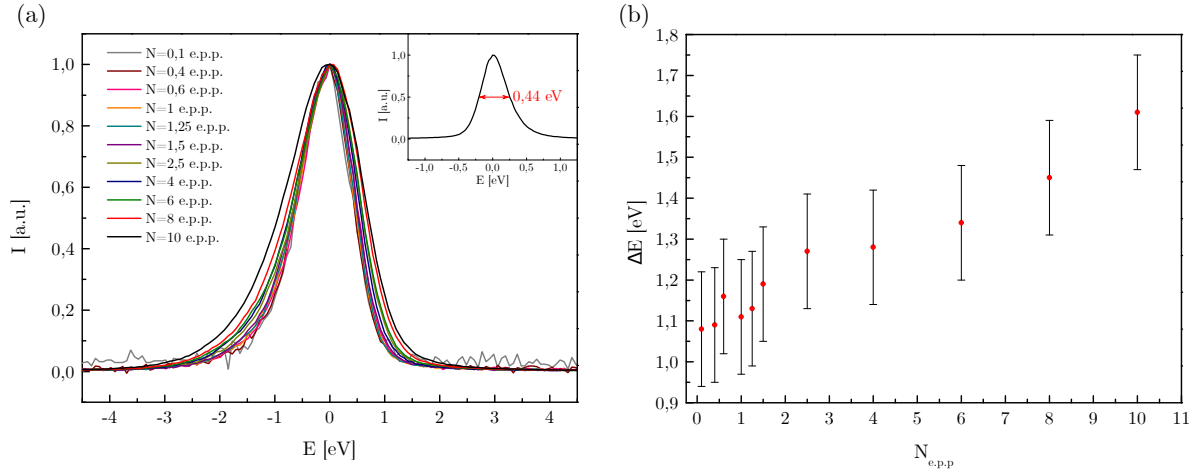 (a)
1,0
0,8
0,6
0,4
0,2
0,0
I [a.u.]
-4
-3
-2
-1
0
1
2
3
4
E [eV]
N=0,1 e.p.p.
N=0,4 e.p.p.
N=0,6 e.p.p.
N=1 e.p.p.
N=1,25 e.p.p.
N=1,5 e.p.p.
N=2,5 e.p.p.
N=4 e.p.p.
N=6 e.p.p.
N=8 e.p.p.
N=10 e.p.p.
1,0
0,5
0,0
I [a.u.]
0,44 eV
-1,0
-0,5
0,0
0,5
1,0
E [eV]
(b)
1,8
1,7
1,6
1,5
1,4
1,3
1,2
1,1
1,0
0,9
ΔE [eV]
0
1
2
3
4
5
6
7
8
9
10
11
N e.p.p